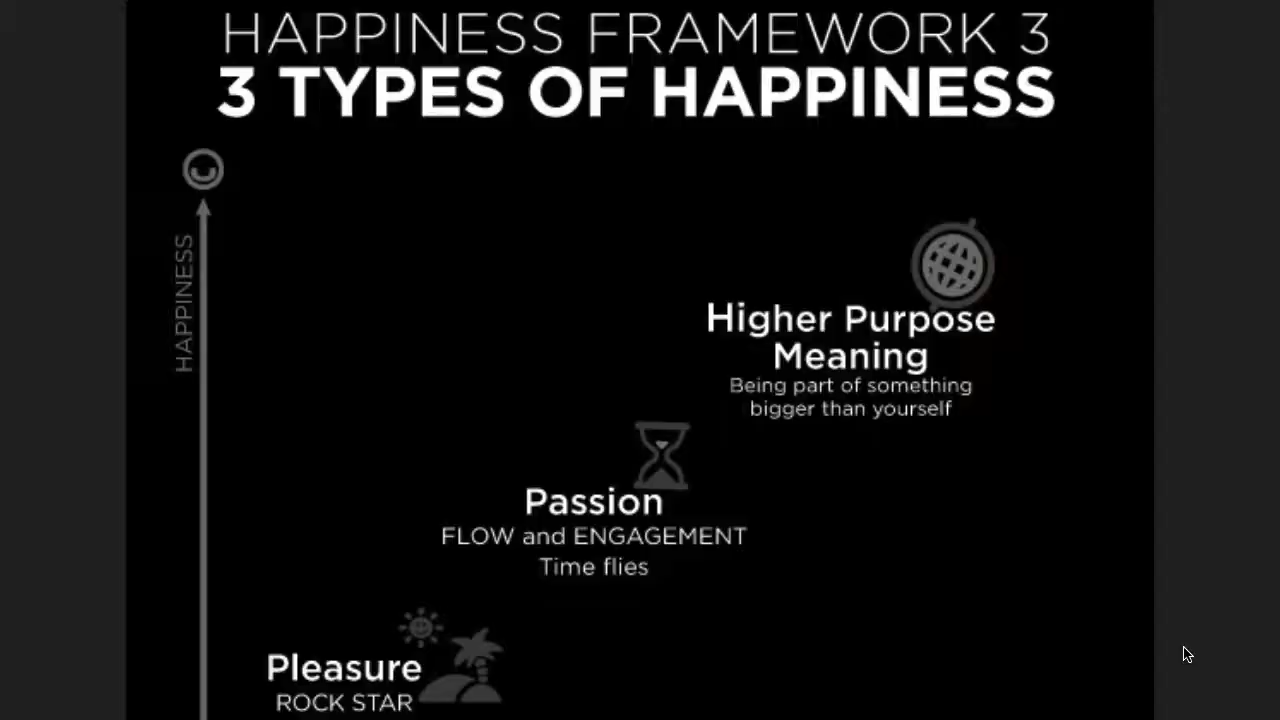 HAPPINESS FRAMEWORK 3
3 TYPES OF HAPPINESS
HAPPINESS
Higher Purpose
Meaning
Being part of something
bigger than yourself
Passion
FLOW and ENGAGEMENT
Time flies
Pleasure
ROCK STAR